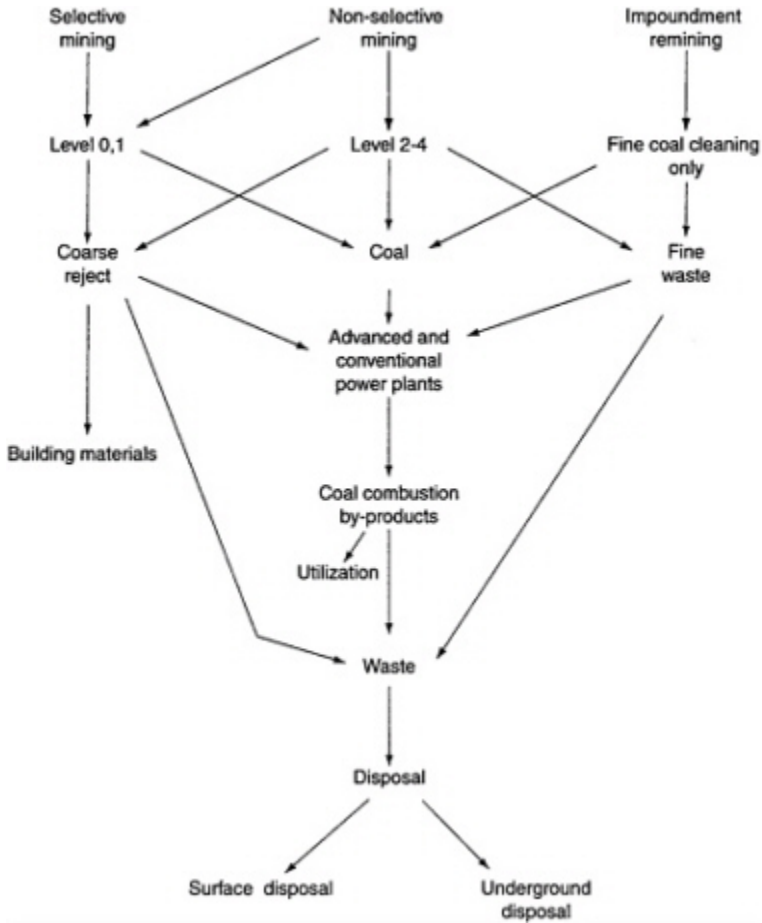 Selective
mining
Non-selective
mining
Impoundment
remining
Level 0,1
Level 2-4
Fine coal cleaning
only
Coarse
reject
Coal
Fine
waste
Advanced and
conventional
power plants
Building materials
Coal combustion
by-products
Utilization
Waste
Disposal
Surface disposal
Underground
disposal